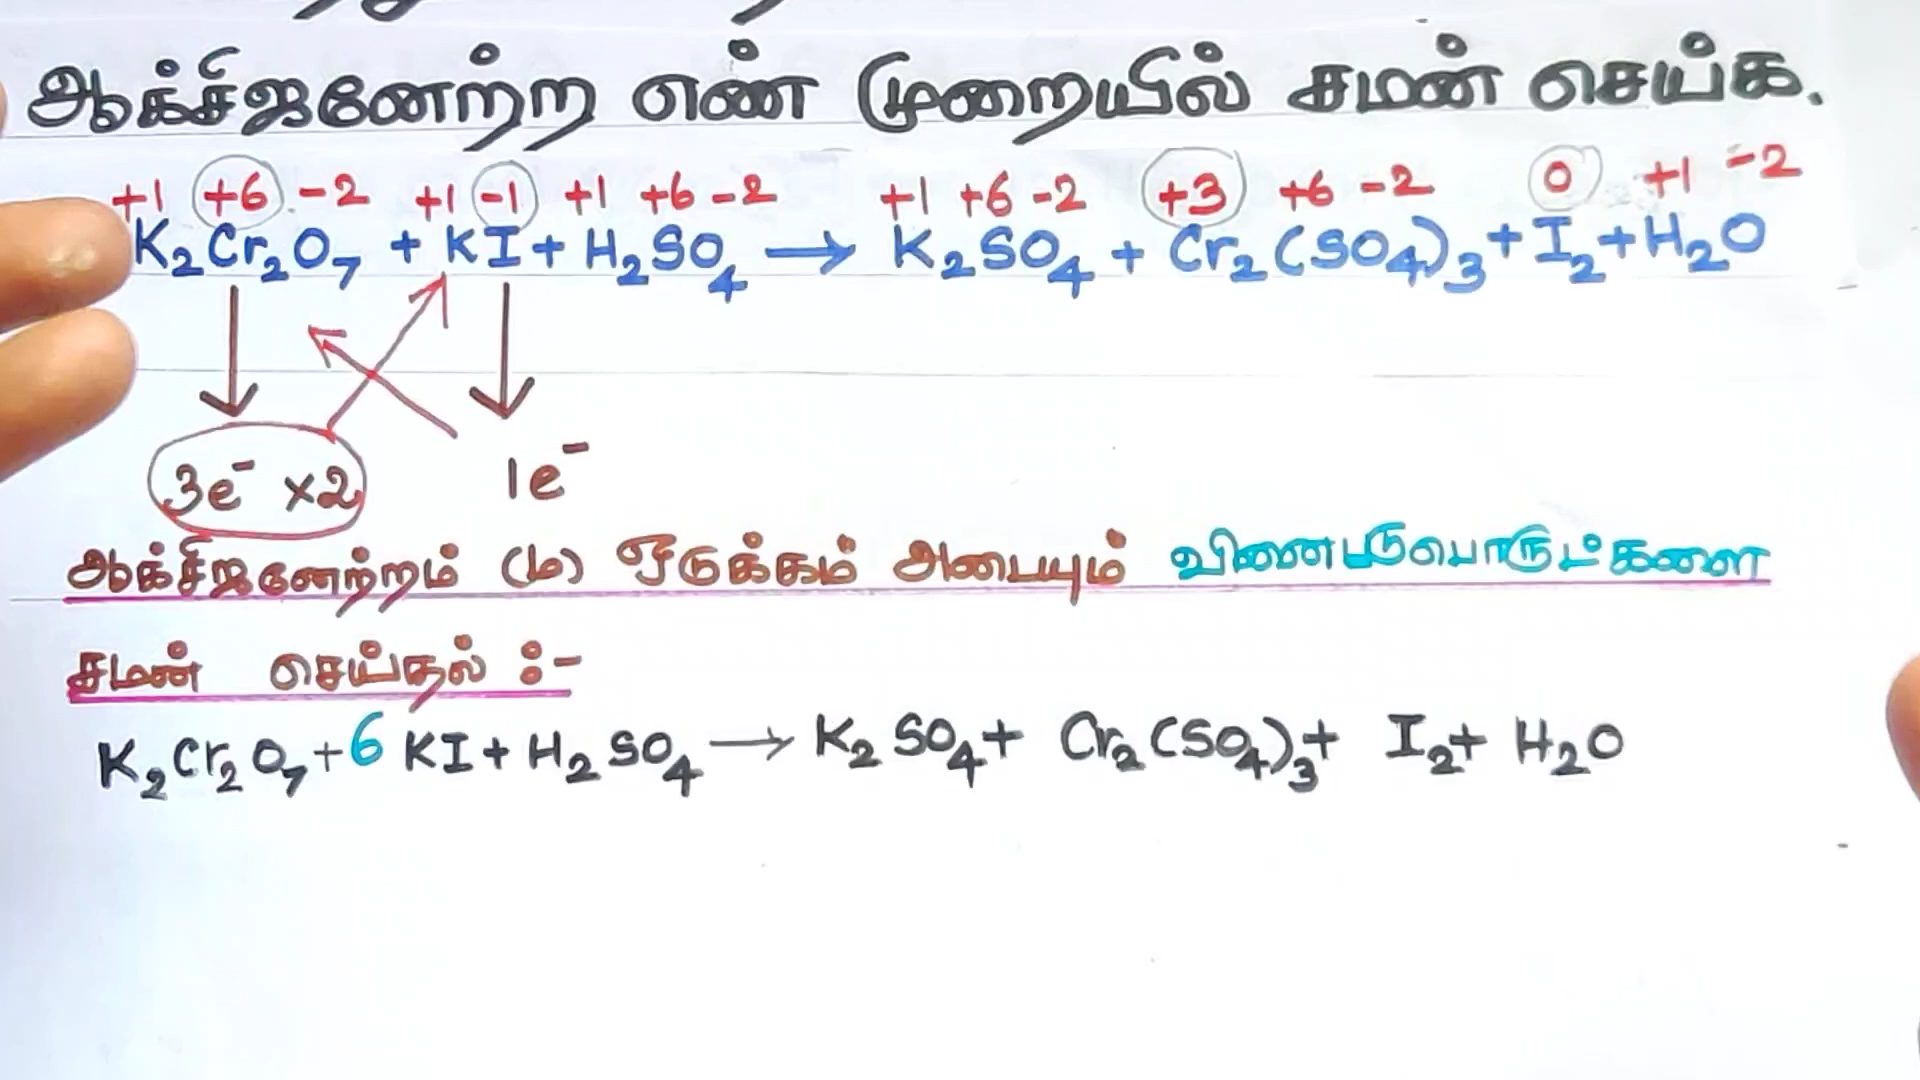 ஆக்சிஜனேற்ற எண் முறையில் சமன் செய்க.
+1 +6 -2 +1 -1 +1 +6 -2 +1 +6 -2 +3 +6 -2 0 +1 -2
K₂Cr₂O₇ + KI + H₂SO₄ → K₂SO₄ + Cr₂(SO₄)₃ + I₂ + H₂O
3e⁻ ×2 1e⁻
ஆக்சிஜனேற்றம் (ம) ஒடுக்கம் அடையும் வினைபடுபொருட்களை
சமன் செய்தல் :-
K₂Cr₂O₇ + 6 KI + H₂SO₄ → K₂SO₄ + Cr₂(SO₄)₃ + I₂ + H₂O